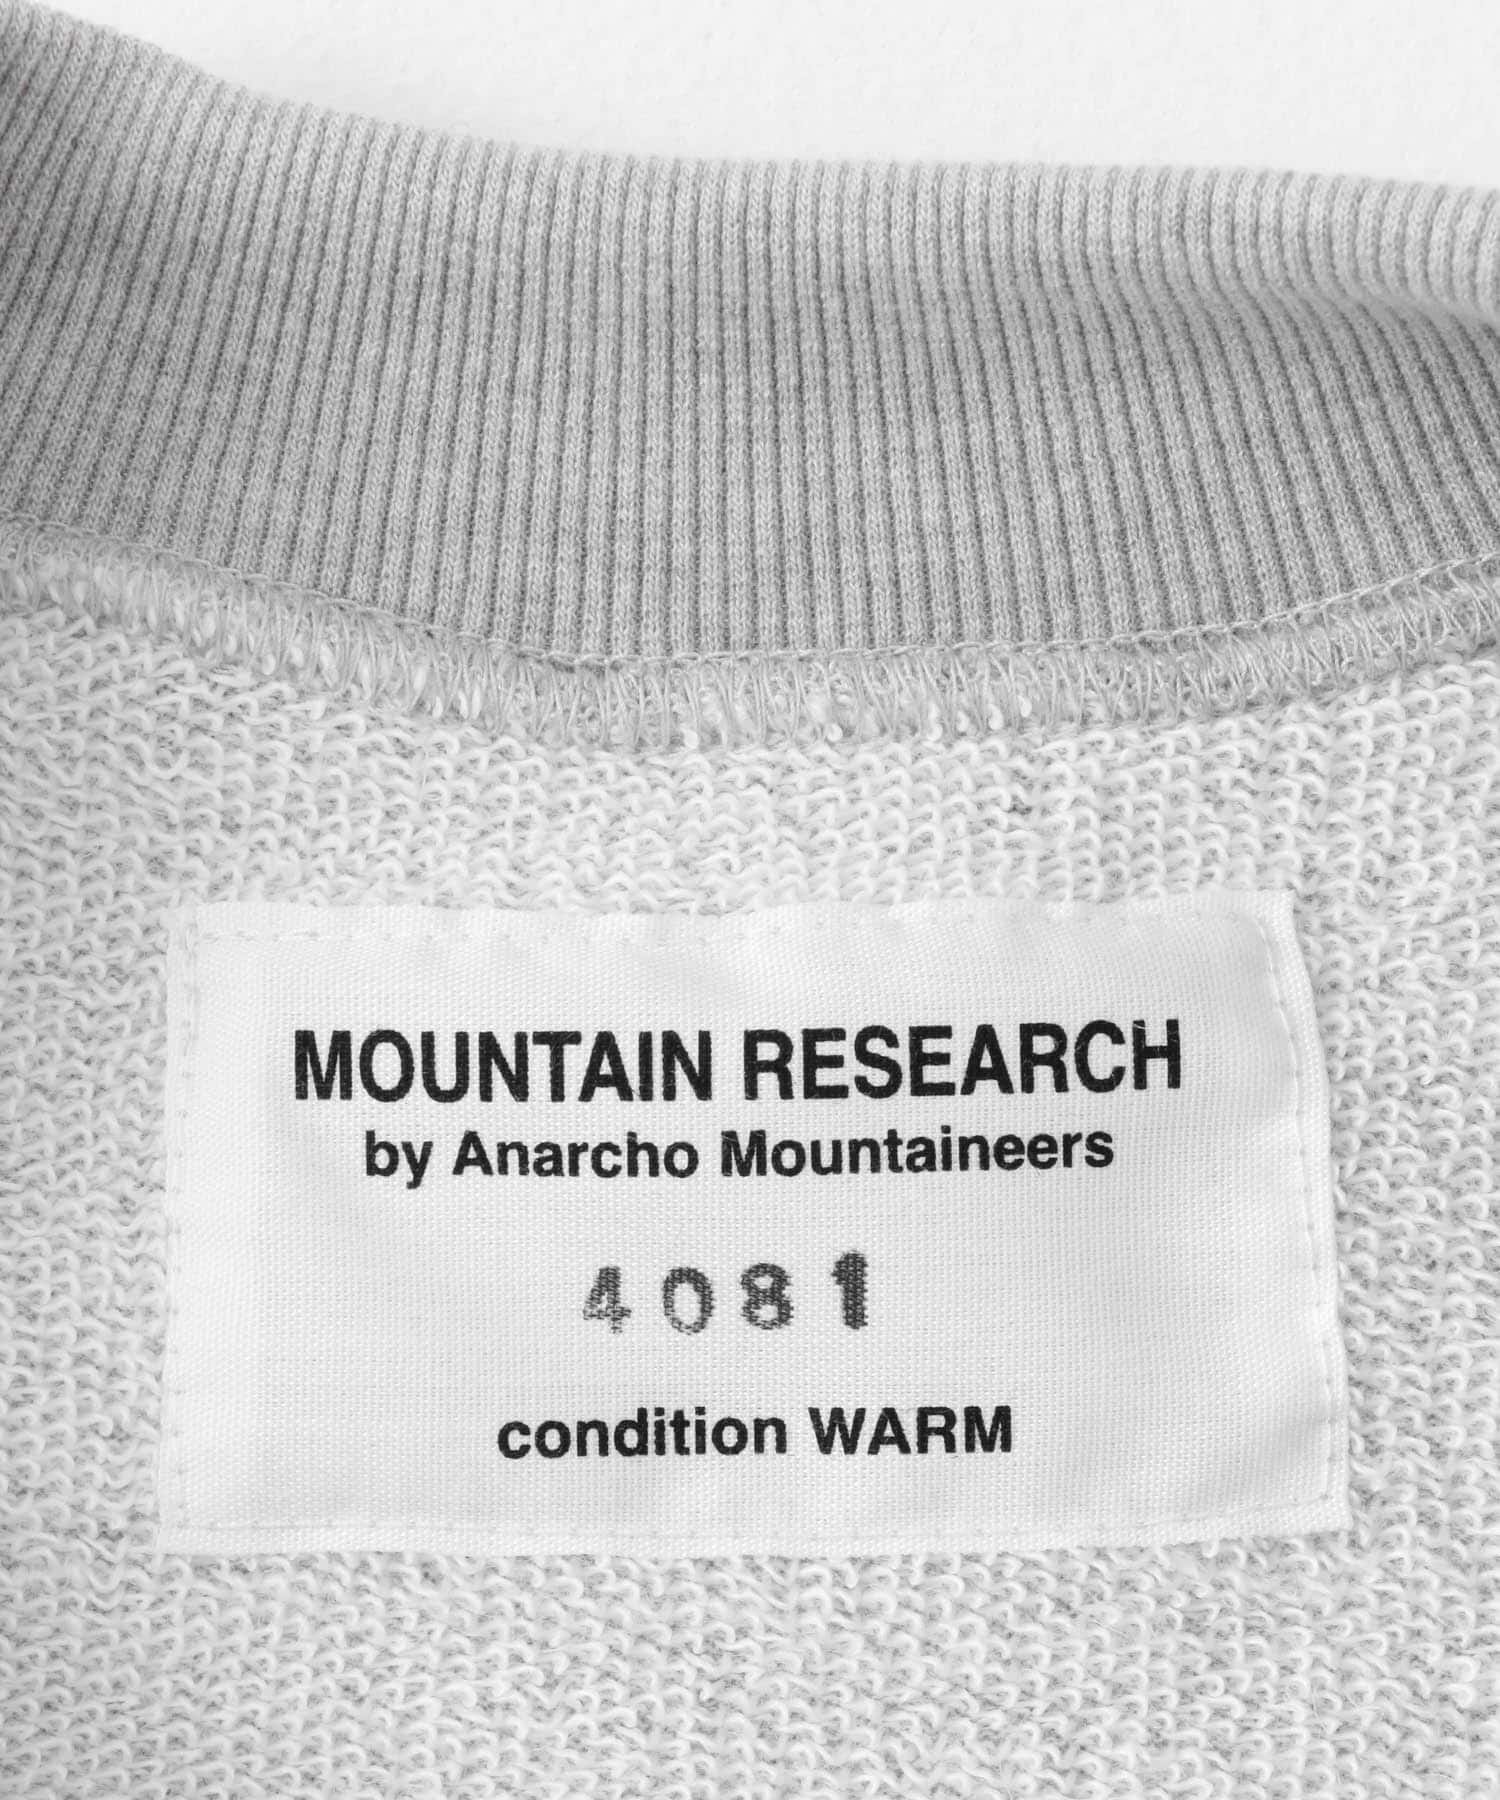 MOUNTAIN RESEARCH
by Anarcho Mountaineers
4081
condition WARM